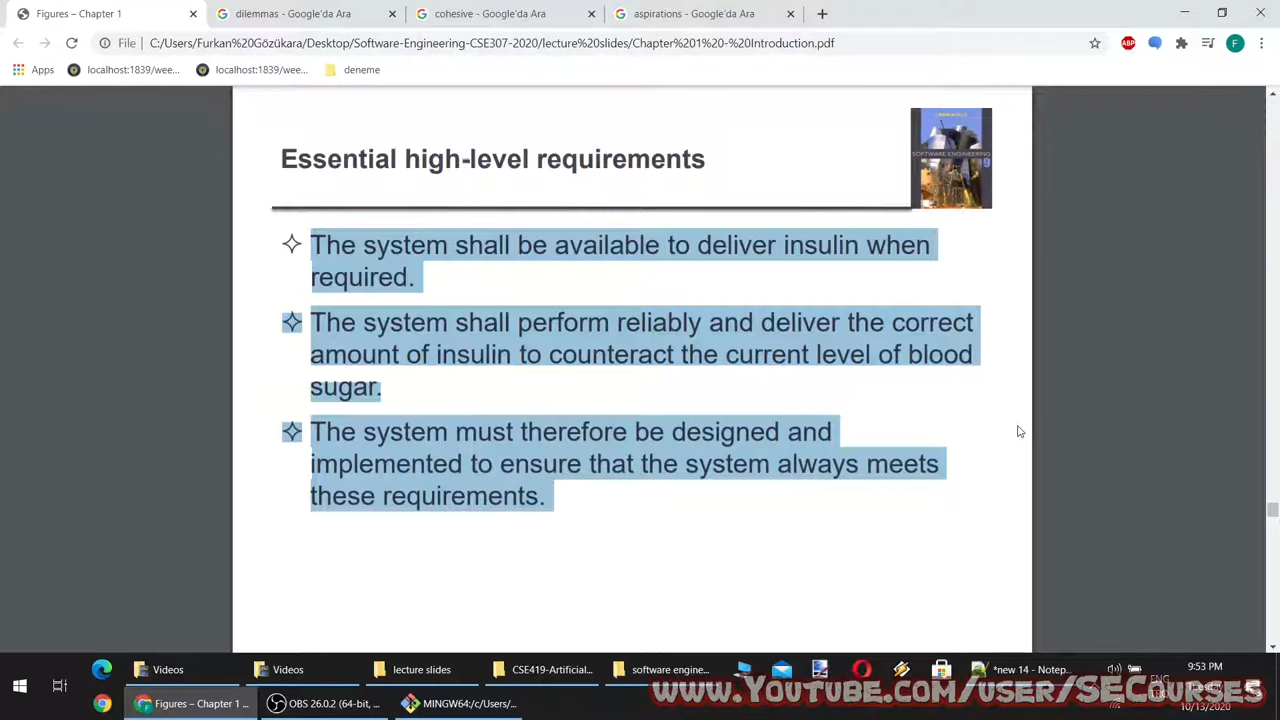 Figures – Chapter 1
dilemmas - Google'da Ara
cohesive - Google'da Ara
aspirations - Google'da Ara
File
C:/Users/Furkan%20Gözükara/Desktop/Software-Engineering-CSE307-2020/lecture%20slides/Chapter%201%20-%20Introduction.pdf
ABP
F
Apps
localhost:1839/wee...
localhost:1839/wee...
deneme
Essential high-level requirements
SOFTWARE ENGINEERING
9
The system shall be available to deliver insulin when
required.
The system shall perform reliably and deliver the correct
amount of insulin to counteract the current level of blood
sugar.
The system must therefore be designed and
implemented to ensure that the system always meets
these requirements.
Videos
Videos
lecture slides
CSE419-Artificial...
software enginee...
*new 14 - Notep...
ENG
9:53 PM
10/13/2020
Figures – Chapter 1 ...
OBS 26.0.2 (64-bit, ...
MINGW64:/c/Users/...
www.YouTube.com/user/SECourses